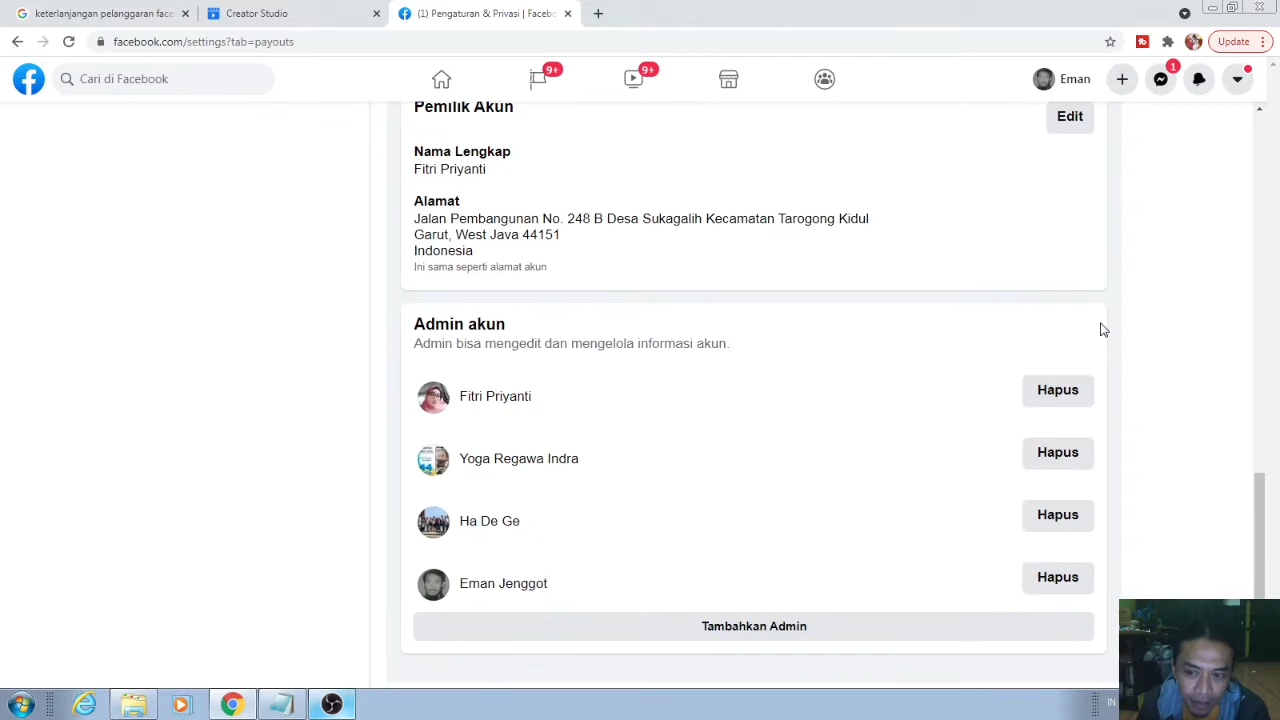 keterlanjangan pelanggaran face
Creator Studio
(1) Pengaturan & Privasi | Facebo
facebook.com/settings?tab=payouts
Update
Cari di Facebook
9+
9+
Eman
1
Pemilik Akun
Edit
Nama Lengkap
Fitri Priyanti
Alamat
Jalan Pembangunan No. 248 B Desa Sukagalih Kecamatan Tarogong Kidul
Garut, West Java 44151
Indonesia
Ini sama seperti alamat akun
Admin akun
Admin bisa mengedit dan mengelola informasi akun.
Fitri Priyanti
Hapus
Yoga Regawa Indra
Hapus
Ha De Ge
Hapus
Eman Jenggot
Hapus
Tambahkan Admin
IN